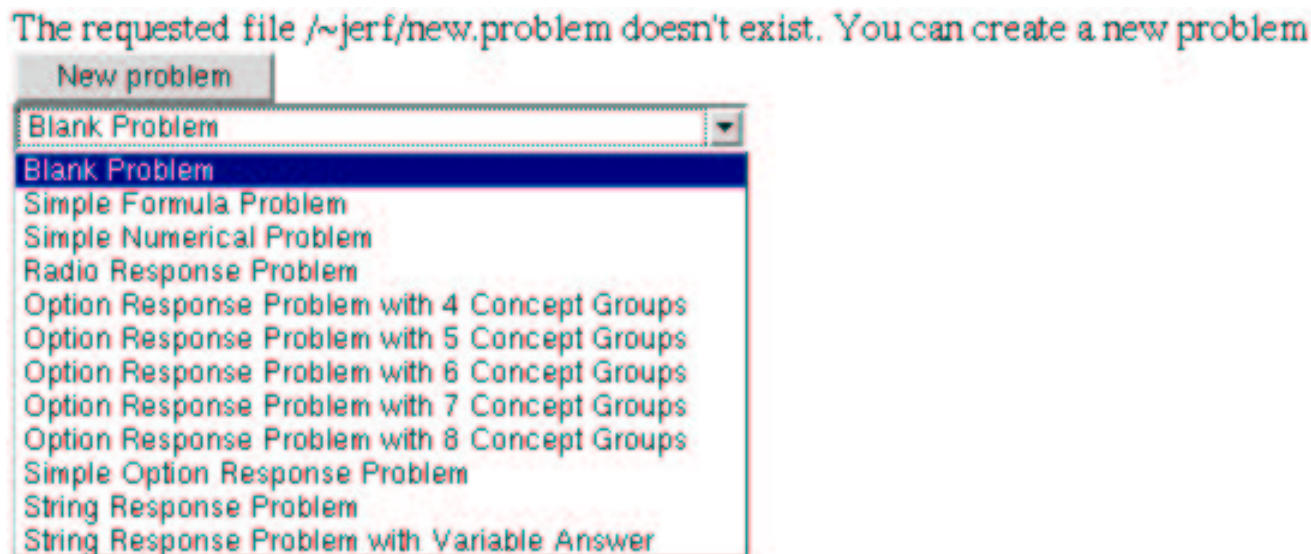 The requested file /~jerf/new.problem doesn't exist. You can create a new problem
New problem
Blank Problem
Blank Problem
Simple Formula Problem
Simple Numerical Problem
Radio Response Problem
Option Response Problem with 4 Concept Groups
Option Response Problem with 5 Concept Groups
Option Response Problem with 6 Concept Groups
Option Response Problem with 7 Concept Groups
Option Response Problem with 8 Concept Groups
Simple Option Response Problem
String Response Problem
String Response Problem with Variable Answer